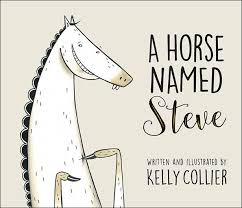 A HORSE
NAMED
Steve
WRITTEN AND ILLUSTRATED BY
KELLY COLLIER